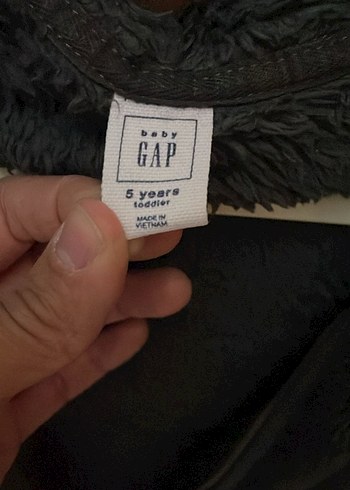 baby
GAP
5 years
toddler
MADE IN
VIETNAM